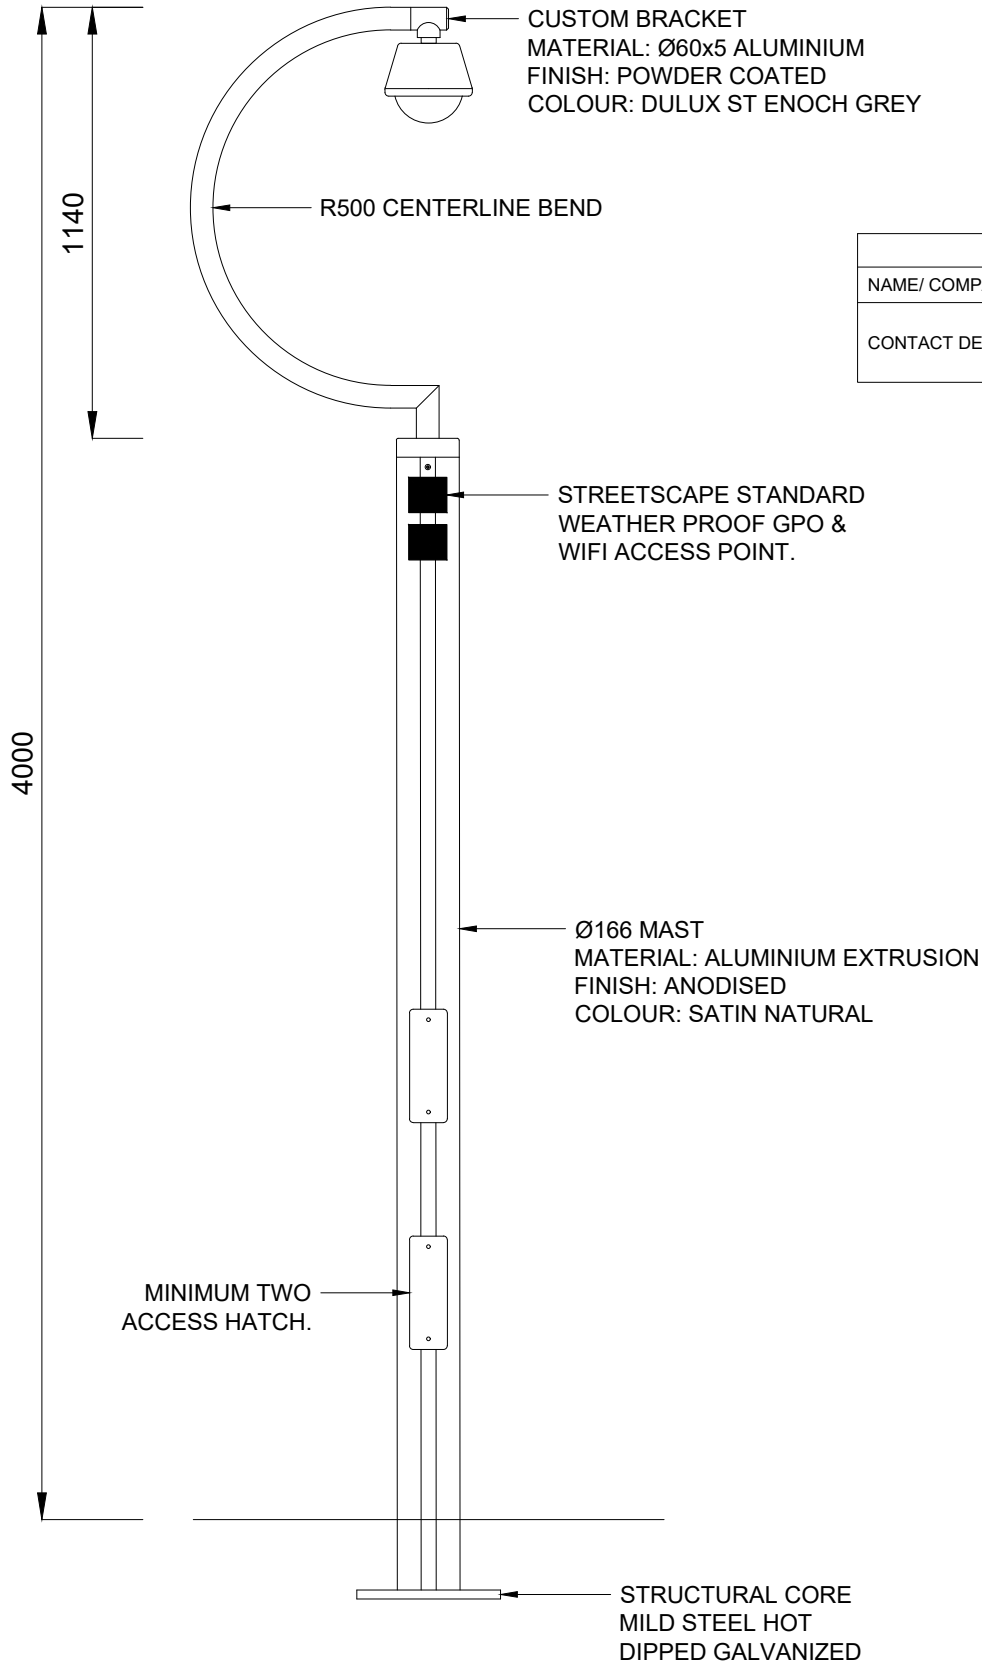 CUSTOM BRACKET
MATERIAL: Ø60x5 ALUMINIUM
FINISH: POWDER COATED
COLOUR: DULUX ST ENOCH GREY
1140
R500 CENTERLINE BEND
NAME/ COMP
CONTACT DE
STREETSCAPE STANDARD
WEATHER PROOF GPO &
WIFI ACCESS POINT.
4000
Ø166 MAST
MATERIAL: ALUMINIUM EXTRUSION
FINISH: ANODISED
COLOUR: SATIN NATURAL
MINIMUM TWO
ACCESS HATCH.
STRUCTURAL CORE
MILD STEEL HOT
DIPPED GALVANIZED